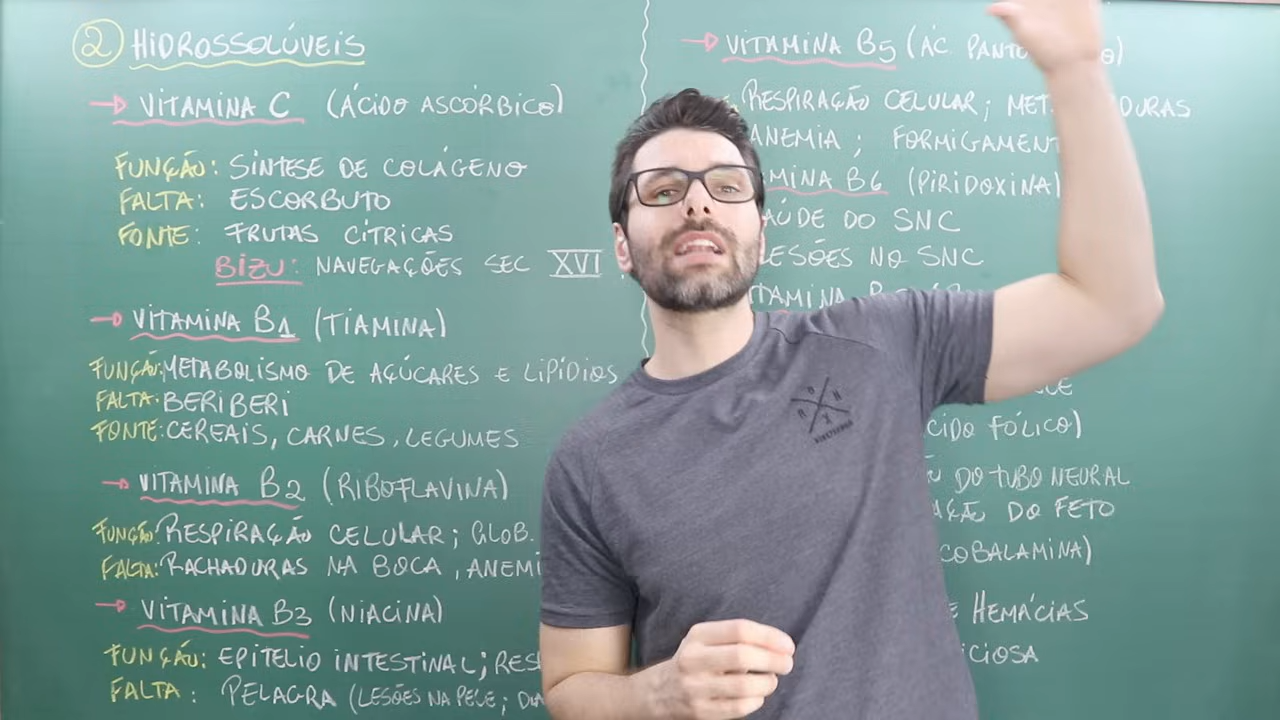 2 HIDROSSOLÚVEIS
→ VITAMINA C (ÁCIDO ASCÓRBICO)
FUNÇÃO: SÍNTESE DE COLÁGENO
FALTA: ESCORBUTO
FONTE: FRUTAS CÍTRICAS
BIZU: NAVEGAÇÕES SEC XVI
→ VITAMINA B1 (TIAMINA)
FUNÇÃO: METABOLISMO DE AÇÚCARES E LIPÍDIOS
FALTA: BERIBERI
FONTE: CEREAIS, CARNES, LEGUMES
→ VITAMINA B2 (RIBOFLAVINA)
FUNÇÃO: RESPIRAÇÃO CELULAR; GLOB.
FALTA: RACHADURAS NA BOCA, ANEMI
→ VITAMINA B3 (NIACINA)
FUNÇÃO: EPITELIO INTESTINAL; RES
FALTA: PELAGRA (LESÕES NA PELE;
→ VITAMINA B5 (ÁC PANTO O)
RESPIRAÇÃO CELULAR; MET DURAS
ANEMIA; FORMIGAMENT
MINA B6 (PIRIDOXINA)
AÚDE DO SNC
LESÕES NO SNC
TAMINA
CIDO FÓLICO)
DO TUBO NEURAL
AÇÃO DO FETO
COBALAMINA)
E HEMÁCIAS
ICIOSA